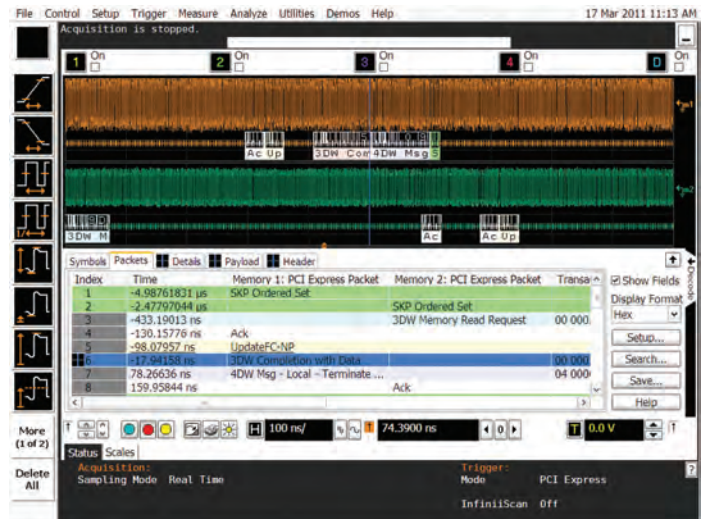 File Control Setup Trigger Measure Analyze Utilities Demos Help 17 Mar 2011 11:13 AM
Acquisition is stopped.
1 On 2 On 3 On 4 On D On
Ac Up 3DW Com 4DW Msg S
3DW M Ac Ac Up
Symbols Packets Details Payload Header
Index Time Memory 1: PCI Express Packet Memory 2: PCI Express Packet Transa
1 -4.98761831 µs SKP Ordered Set
2 -2.47797044 µs SKP Ordered Set
3 -433.19013 ns 3DW Memory Read Request 00 000
4 -130.15776 ns Ack
5 -98.07957 ns UpdateFC-NP
6 -17.94158 ns 3DW Completion with Data ... 00 000
7 78.26636 ns 4DW Msg - Local - Terminate ... 04 000
8 159.95844 ns Ack
Decode
Show Fields
Display Format
Hex
Setup...
Search...
Save...
Help
More
(1 of 2)
Delete
All
H 100 ns/ 74.3900 ns 0 T 0.0 V
Status Scales
Acquisition: Trigger:
Sampling Mode Real Time Mode PCI Express
InfiniiScan Off